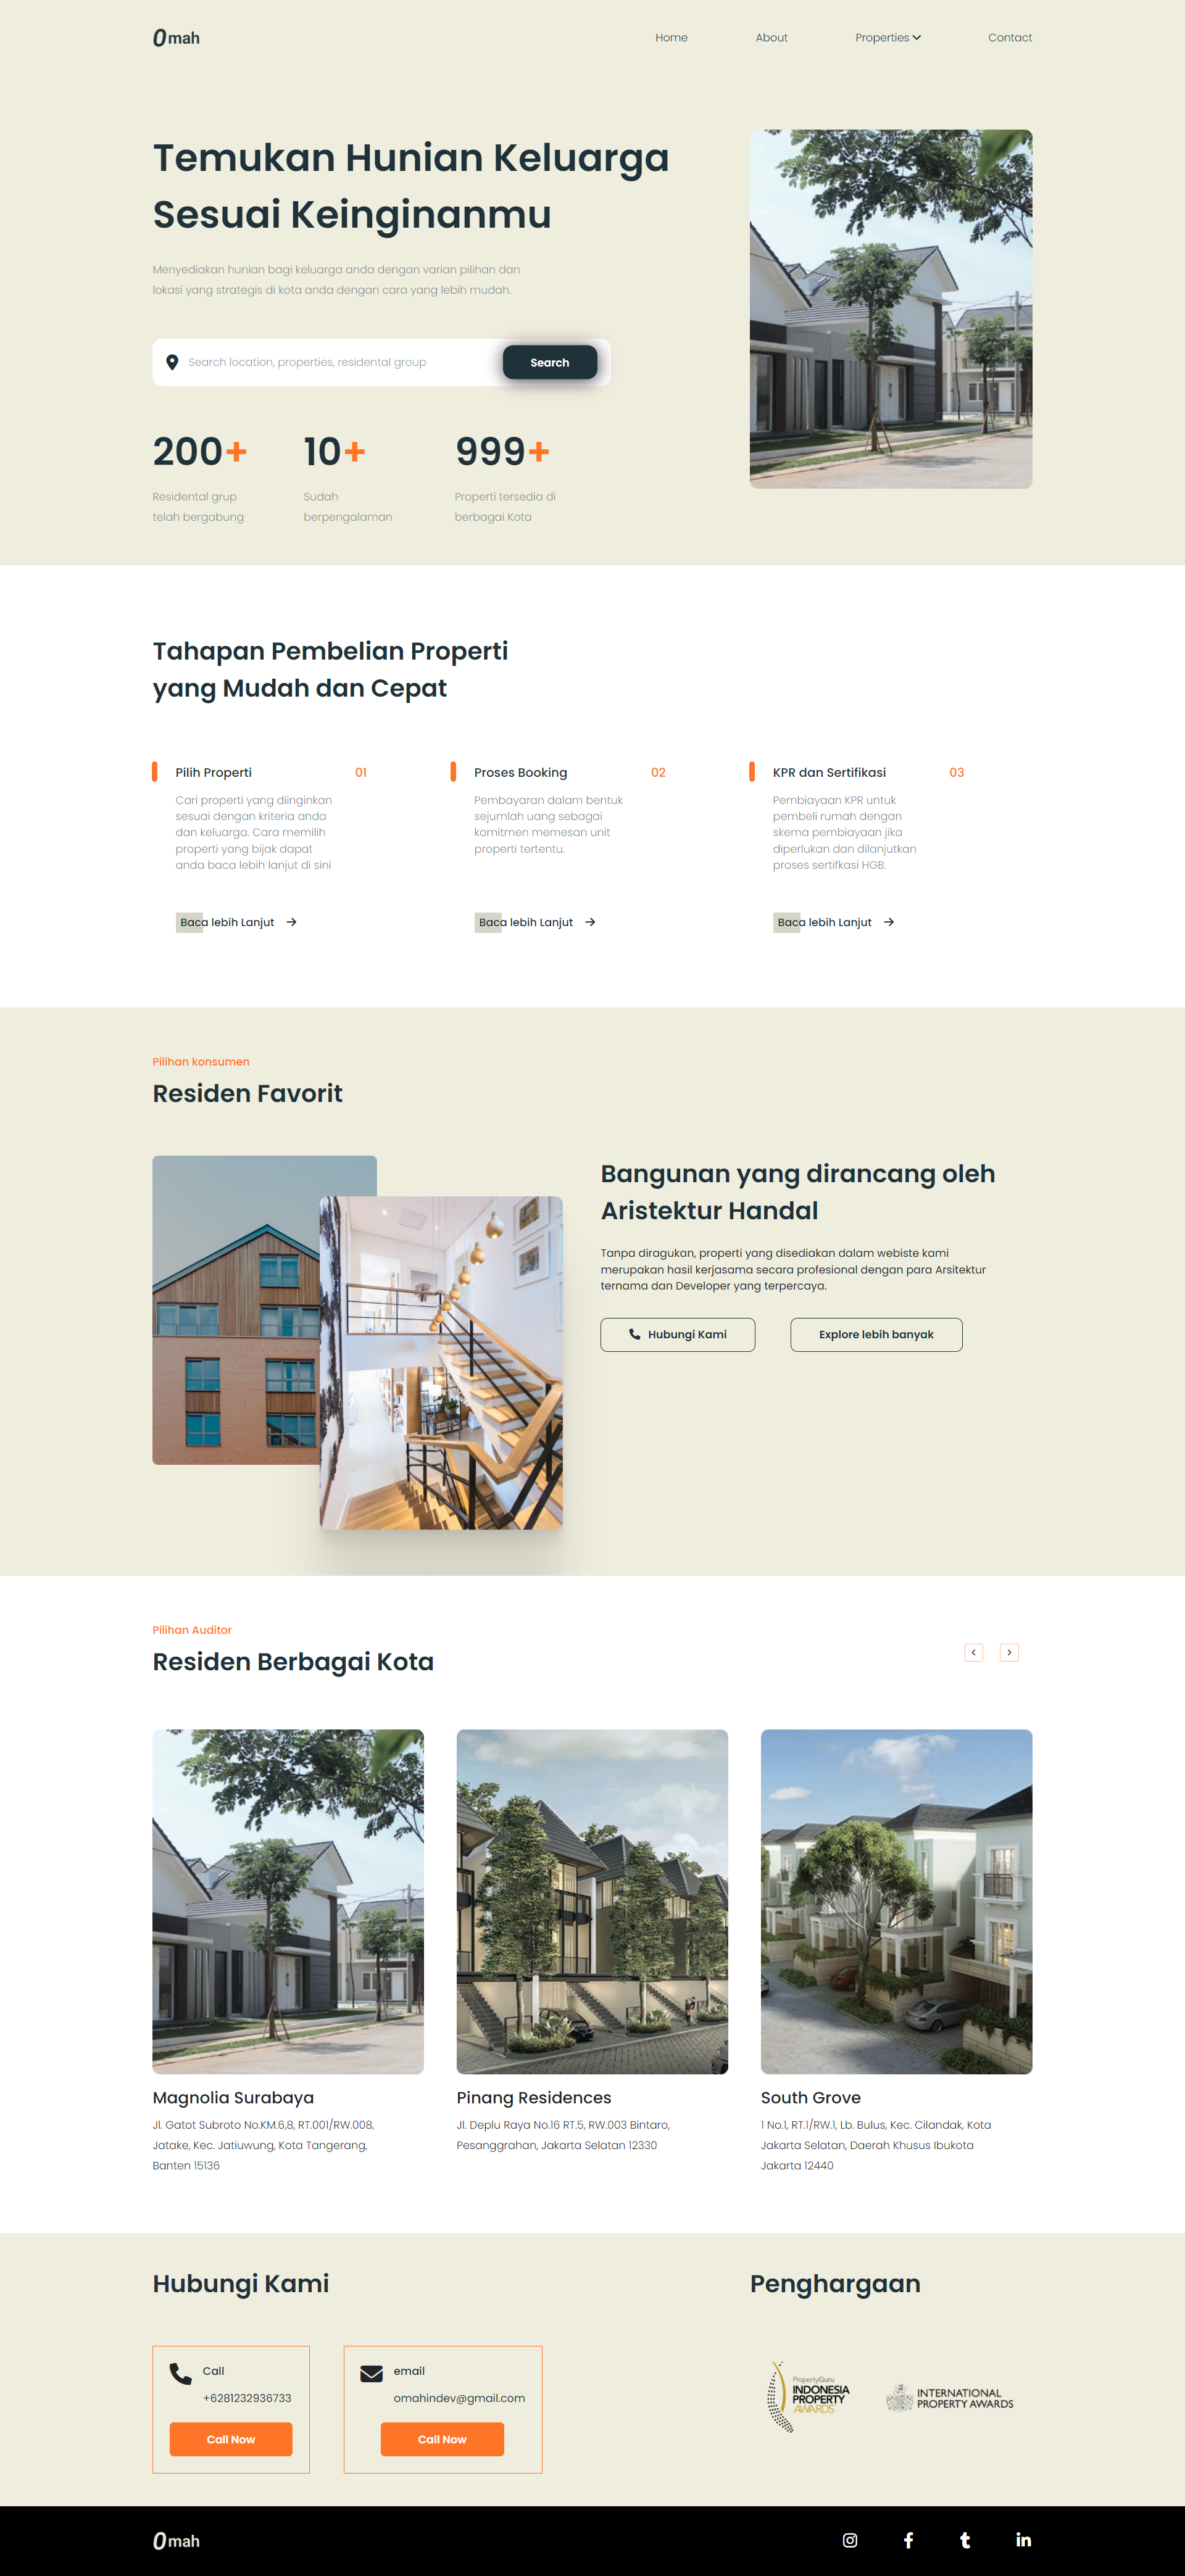 Omah
Home
About
Properties
Contact
Temukan Hunian Keluarga
Sesuai Keinginanmu
Menyediakan hunian bagi keluarga anda dengan varian pilihan dan
lokasi yang strategis di kota anda dengan cara yang lebih mudah.
Search location, properties, residental group
Search
200+
10+
999+
Residental grup
telah bergabung
Sudah
berpengalaman
Properti tersedia di
berbagai Kota
Tahapan Pembelian Properti
yang Mudah dan Cepat
Pilih Properti
01
Cari properti yang diinginkan
sesuai dengan kriteria anda
dan keluarga. Cara memilih
properti yang bijak dapat
anda baca lebih lanjut di sini
Baca lebih Lanjut
Proses Booking
02
Pembayaran dalam bentuk
sejumlah uang sebagai
komitmen memesan unit
properti tertentu.
Baca lebih Lanjut
KPR dan Sertifikasi
03
Pembiayaan KPR untuk
pembeli rumah dengan
skema pembiayaan jika
diperlukan dan dilanjutkan
proses sertifkasi HGB.
Baca lebih Lanjut
Pilihan konsumen
Residen Favorit
Bangunan yang dirancang oleh
Aristektur Handal
Tanpa diragukan, properti yang disediakan dalam webiste kami
merupakan hasil kerjasama secara profesional dengan para Arsitektur
ternama dan Developer yang terpercaya.
Hubungi Kami
Explore lebih banyak
Pilihan Auditor
Residen Berbagai Kota
Magnolia Surabaya
Jl. Gatot Subroto No.KM.6,8, RT.001/RW.008,
Jatake, Kec. Jatiuwung, Kota Tangerang,
Banten 15136
Pinang Residences
Jl. Deplu Raya No.16 RT.5, RW.003 Bintaro,
Pesanggrahan, Jakarta Selatan 12330
South Grove
1 No.1, RT.1/RW.1, Lb. Bulus, Kec. Cilandak, Kota
Jakarta Selatan, Daerah Khusus Ibukota
Jakarta 12440
Hubungi Kami
Call
+6281232936733
Call Now
email
omahindev@gmail.com
Call Now
Penghargaan
PropertyGuru
INDONESIA
PROPERTY
AWARDS
INTERNATIONAL
PROPERTY AWARDS
Omah